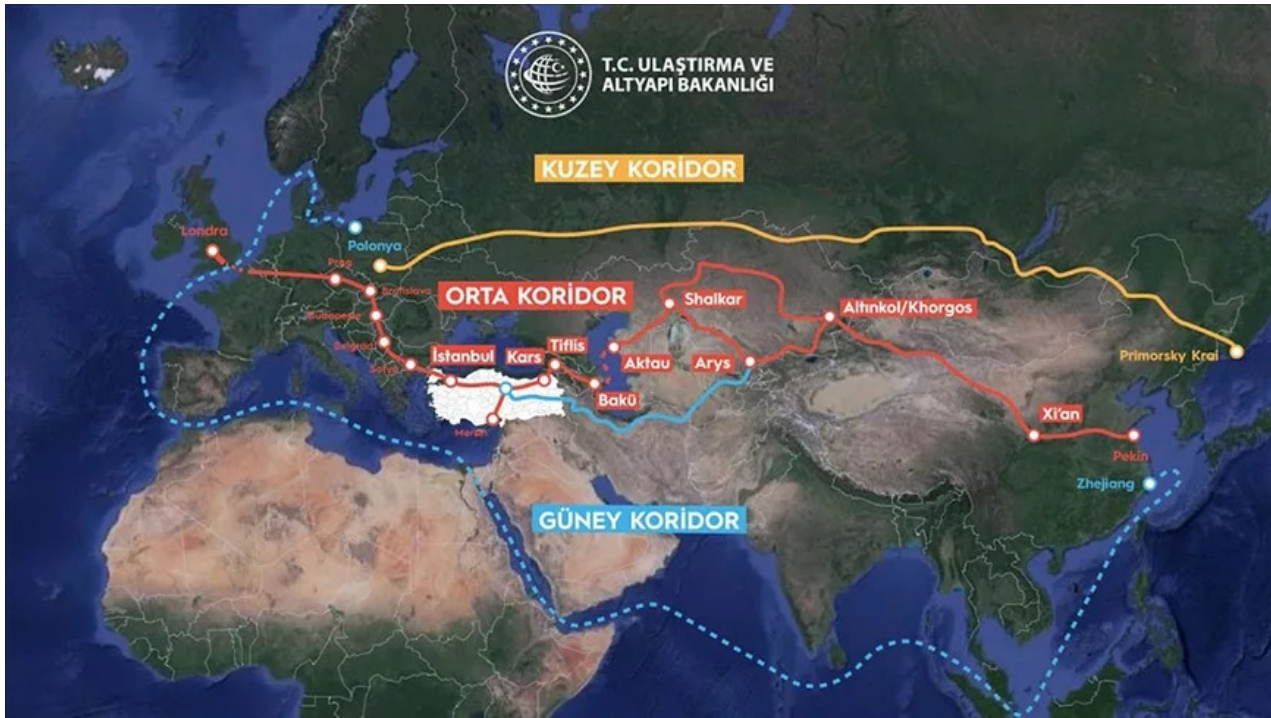 T.C. ULAŞTIRMA VE
ALTYAPI BAKANLIĞI
KUZEY KORİDOR
Londra
Polonya
Prag
Bratislava
ORTA KORİDOR
Shalkar
Altınkol/Khorgos
Budapeşte
Belgrad
Sofya
İstanbul
Kars
Tiflis
Aktau
Arys
Primorsky Krai
Bakü
Mersin
Xi'an
Pekin
Zhejiang
GÜNEY KORİDOR